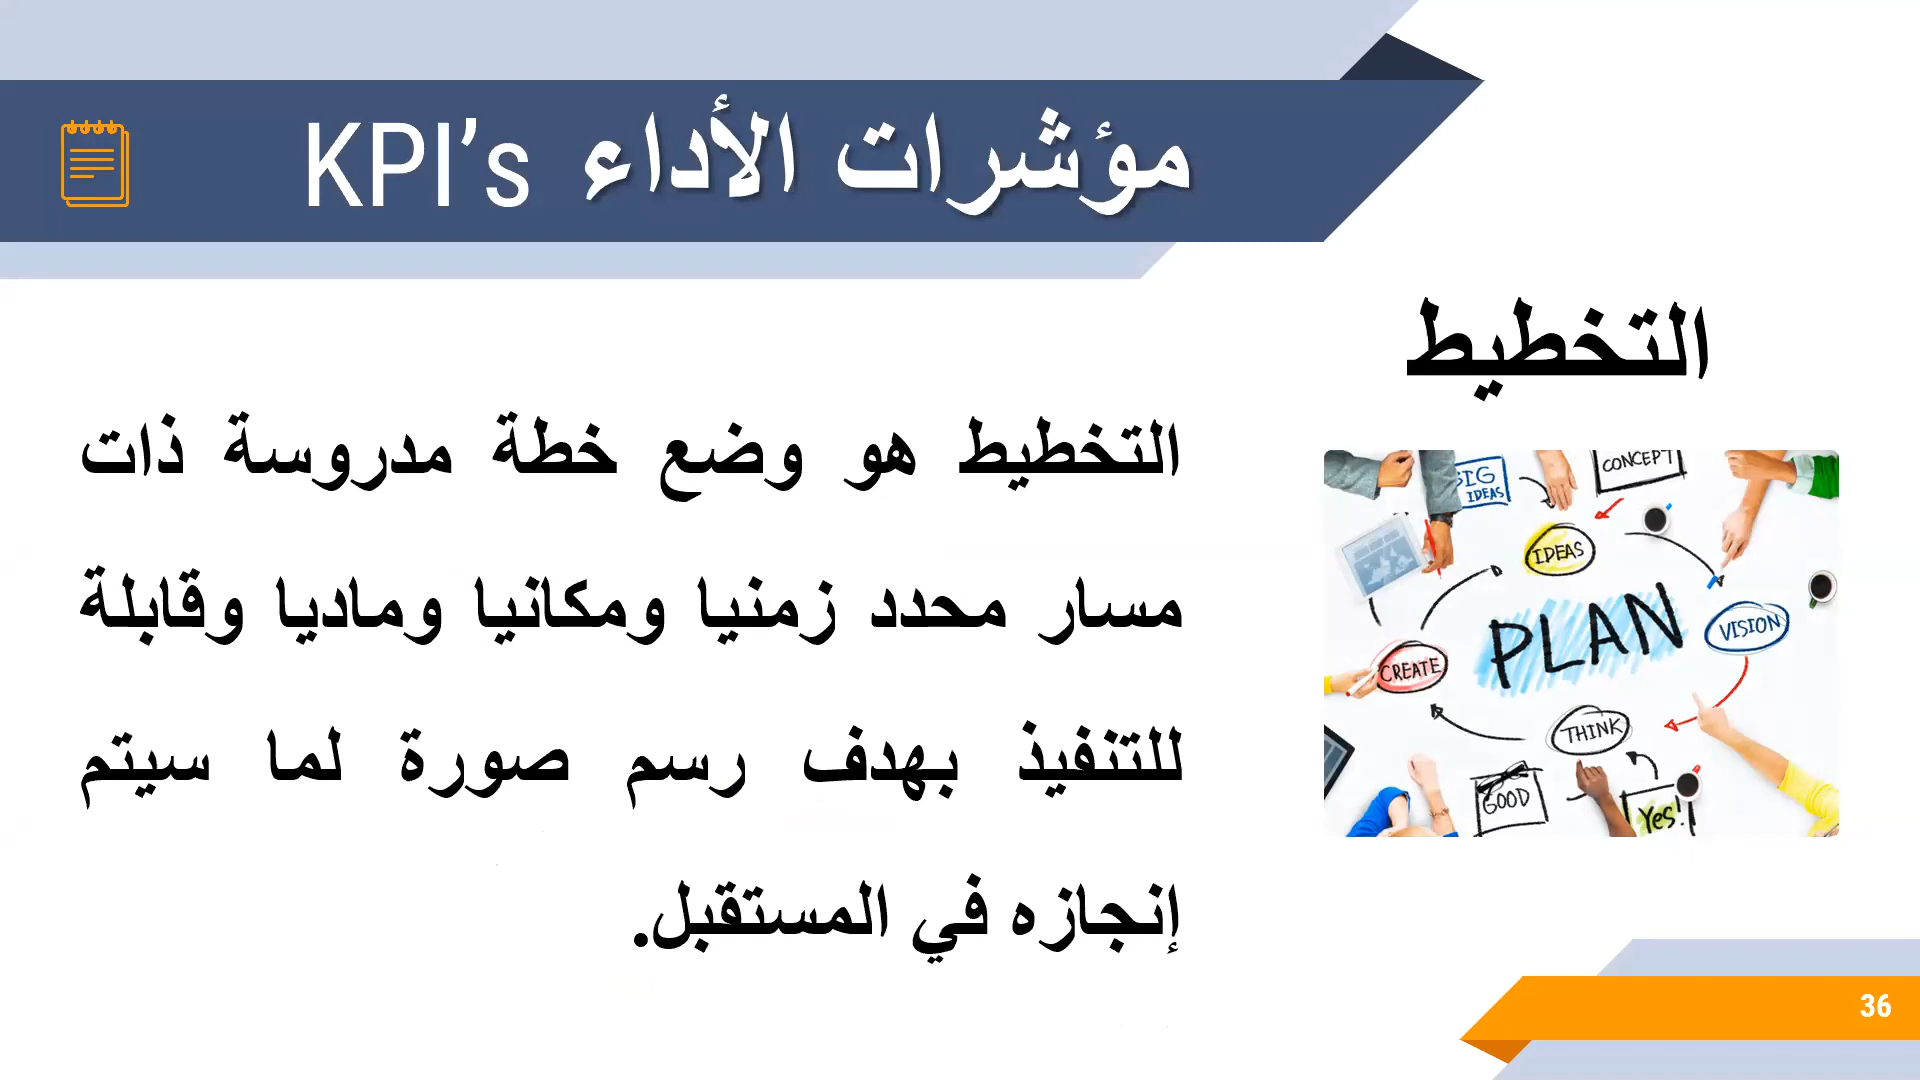 مؤشرات الأداء KPI’s
التخطيط
التخطيط هو وضع خطة مدروسة ذات
مسار محدد زمنيا ومكانيا وماديا وقابلة
للتنفيذ بهدف رسم صورة لما سيتم
إنجازه في المستقبل.
BIG
IDEAS
CONCEPT
IDEAS
PLAN
VISION
CREATE
THINK
GOOD
Yes!
36